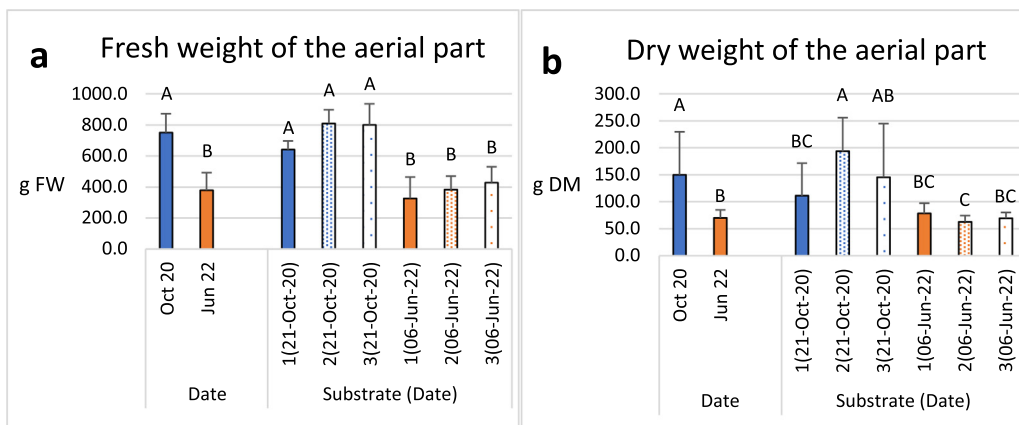 a
Fresh weight of the aerial part
1000.0
800.0
600.0
400.0
200.0
0.0
g FW
A
B
A
A
A
B
B
B
Oct 20
Jun 22
1(21-Oct-20)
2(21-Oct-20)
3(21-Oct-20)
1(06-Jun-22)
2(06-Jun-22)
3(06-Jun-22)
Date
Substrate (Date)
b
Dry weight of the aerial part
300.0
250.0
200.0
150.0
100.0
50.0
0.0
g DM
A
B
BC
A
AB
BC
C
BC
Oct 20
Jun 22
1(21-Oct-20)
2(21-Oct-20)
3(21-Oct-20)
1(06-Jun-22)
2(06-Jun-22)
3(06-Jun-22)
Date
Substrate (Date)